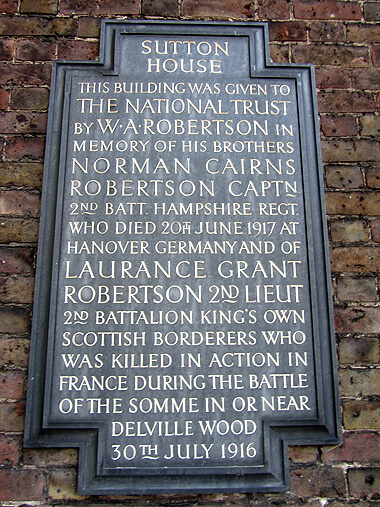 SUTTON
HOUSE
THIS BUILDING WAS GIVEN TO
THE NATIONAL TRUST
BY W·A·ROBERTSON IN
MEMORY OF HIS BROTHERS
NORMAN CAIRNS
ROBERTSON CAPTN
2ND BATT. HAMPSHIRE REGT.
WHO DIED 20TH JUNE 1917 AT
HANOVER GERMANY AND OF
LAURANCE GRANT
ROBERTSON 2ND LIEUT
2ND BATTALION KING'S OWN
SCOTTISH BORDERERS WHO
WAS KILLED IN ACTION IN
FRANCE DURING THE BATTLE
OF THE SOMME IN OR NEAR
DELVILLE WOOD
30TH JULY 1916